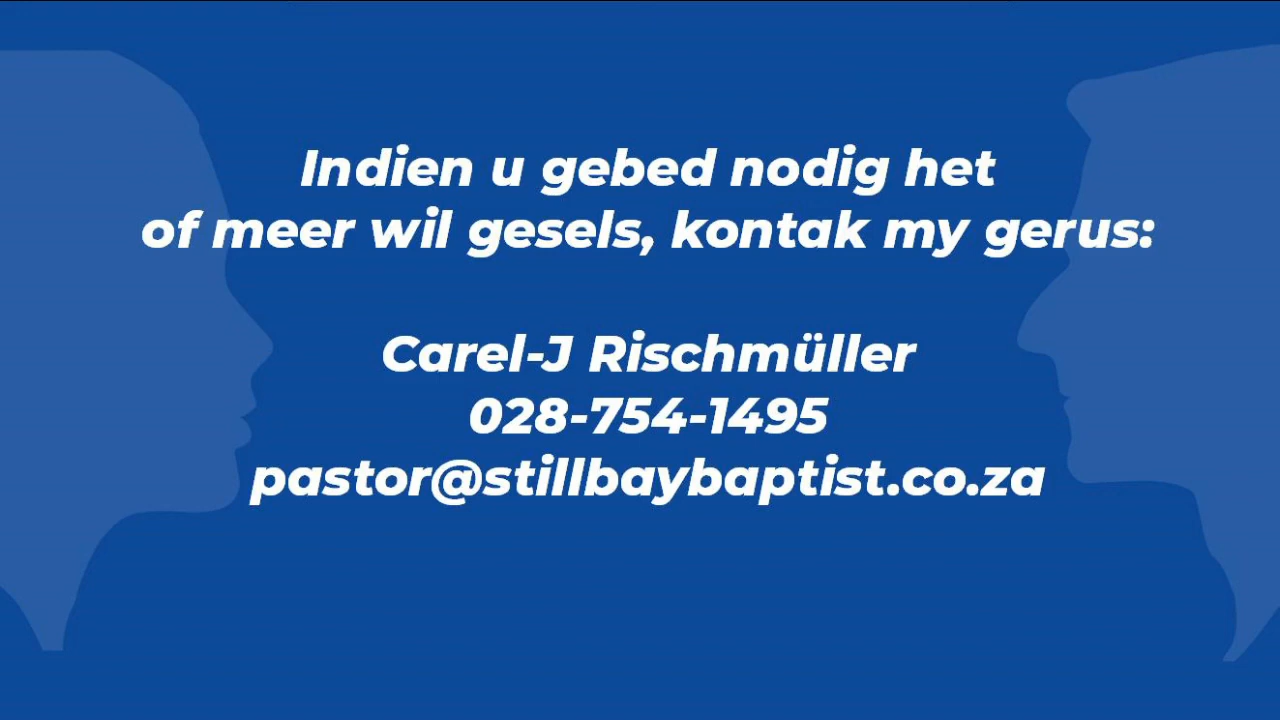 Indien u gebed nodig het
of meer wil gesels, kontak my gerus:
Carel-J Rischmüller
028-754-1495
pastor@stillbaybaptist.co.za